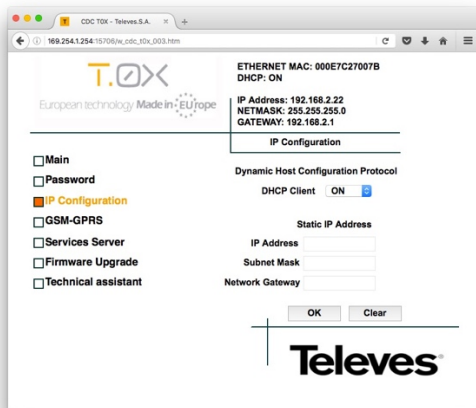 CDC T0X - Televes.S.A.
169.254.1.254:15706/w_cdc_t0x_003.htm
T.0X
European technology Made in Europe
ETHERNET MAC: 000E7C27007B
DHCP: ON
IP Address: 192.168.2.22
NETMASK: 255.255.255.0
GATEWAY: 192.168.2.1
IP Configuration
Main
Password
IP Configuration
GSM-GPRS
Services Server
Firmware Upgrade
Technical assistant
Dynamic Host Configuration Protocol
DHCP Client ON
Static IP Address
IP Address
Subnet Mask
Network Gateway
OK Clear
Televes